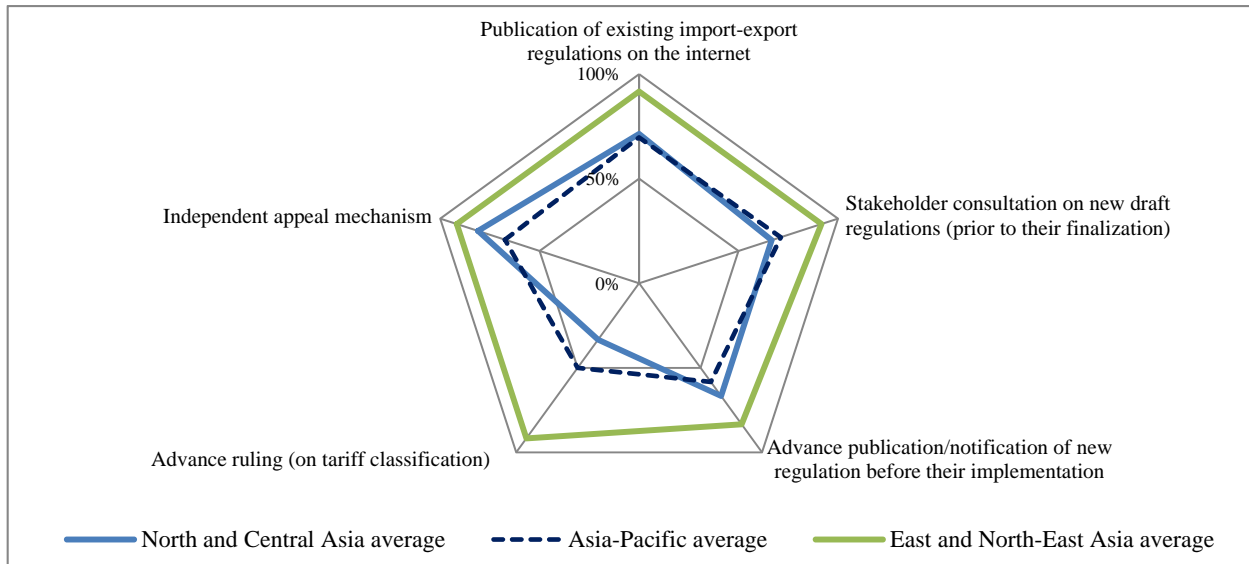 Publication of existing import-export
regulations on the internet
100%
50%
0%
Independent appeal mechanism
Stakeholder consultation on new draft
regulations (prior to their finalization)
Advance ruling (on tariff classification)
Advance publication/notification of new
regulation before their implementation
North and Central Asia average
Asia-Pacific average
East and North-East Asia average